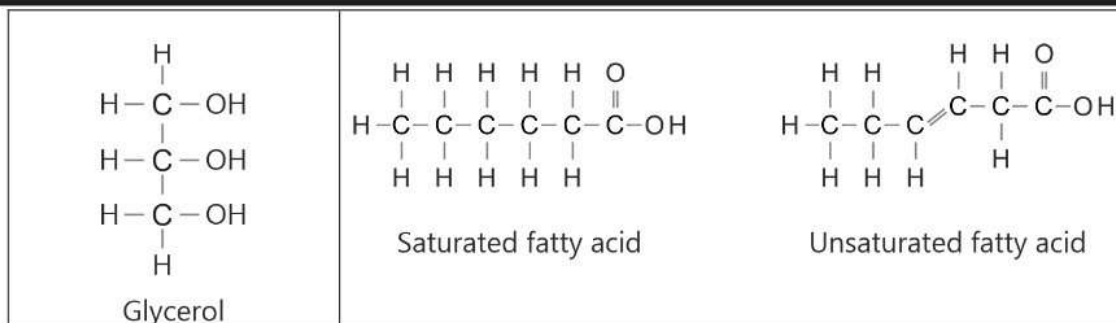 H
H – C – OH
H – C – OH
H – C – OH
H
Glycerol
H H H H H O
H – C – C – C – C – C – C – OH
H H H H H
Saturated fatty acid
H H O
H H C – C – C – OH
H – C – C – C H
H H H
Unsaturated fatty acid